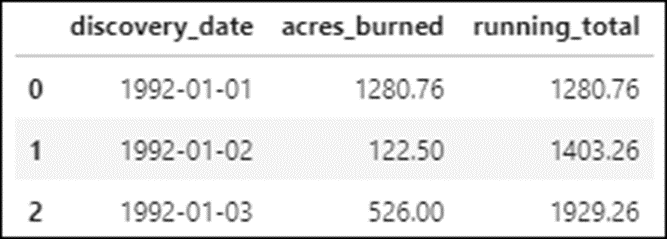 discovery_date acres_burned running_total
0 1992-01-01 1280.76 1280.76
1 1992-01-02 122.50 1403.26
2 1992-01-03 526.00 1929.26